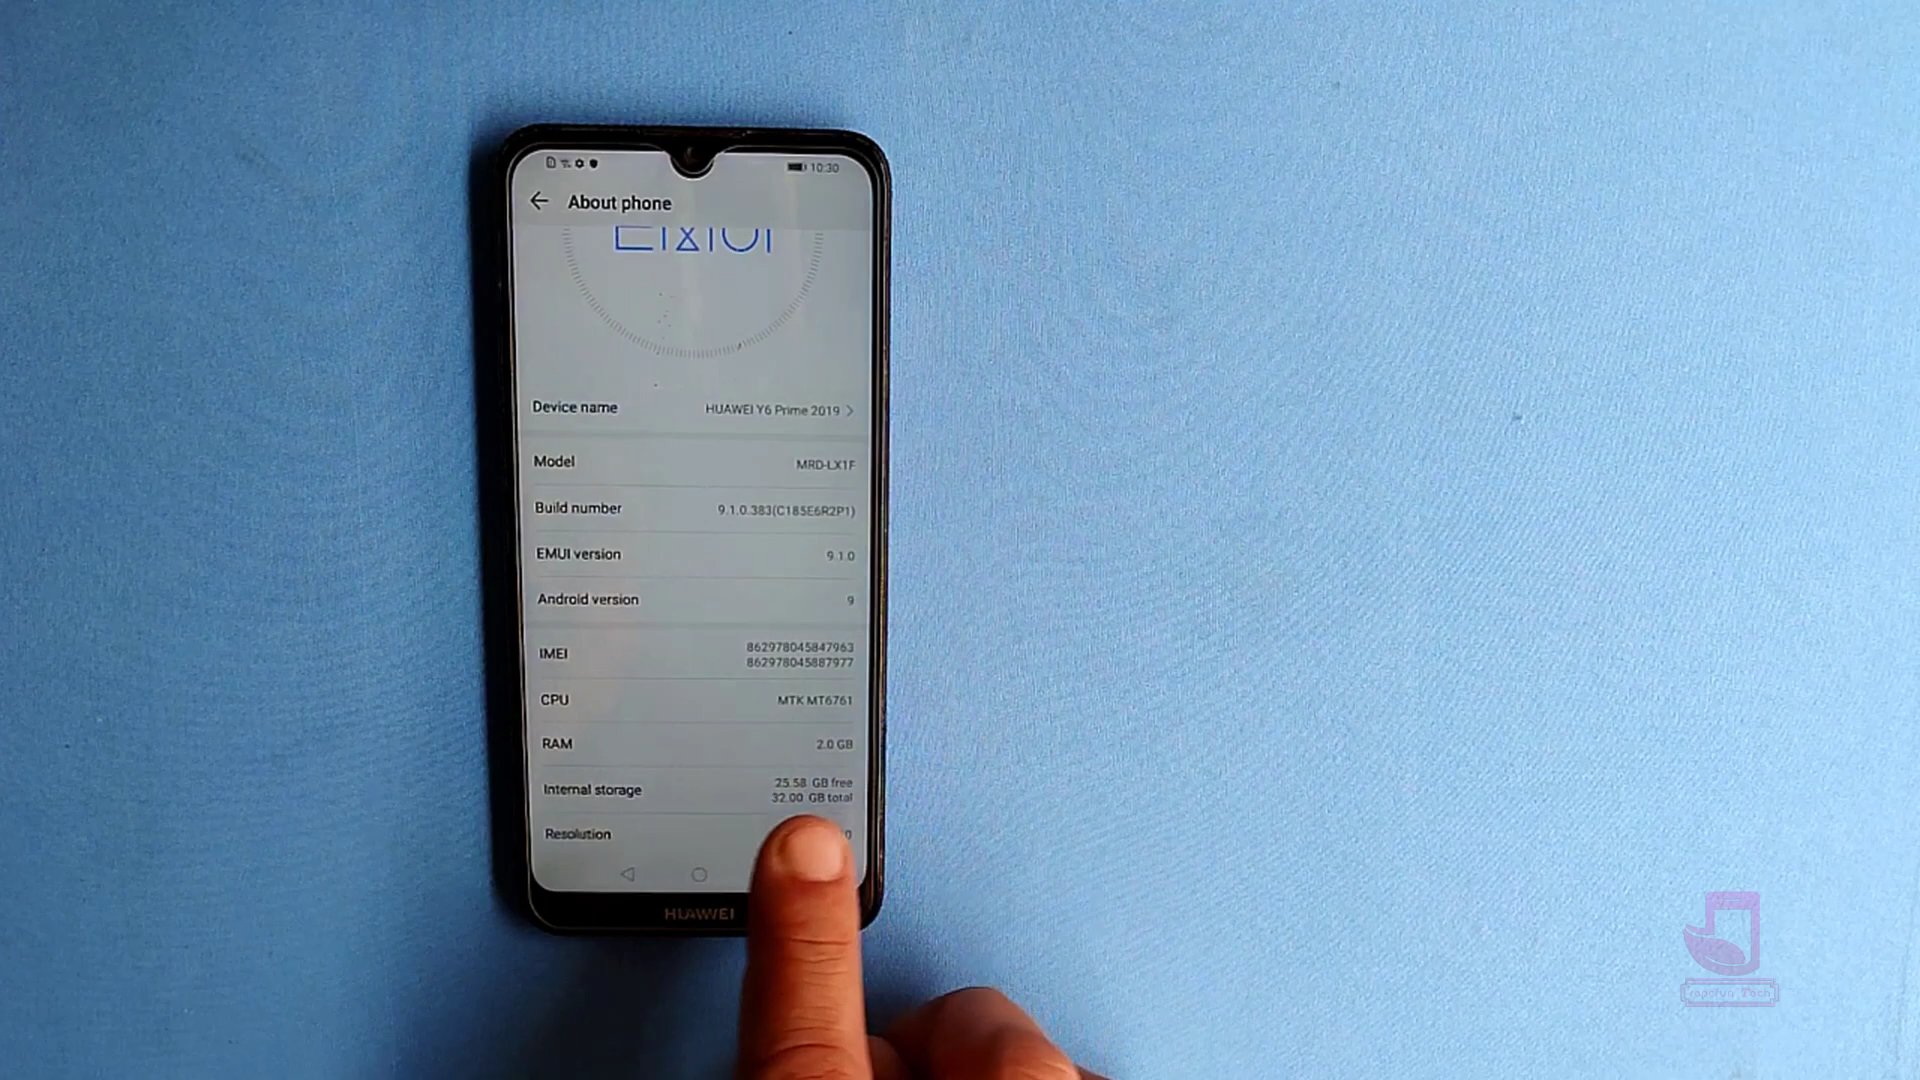 10:30
About phone
EMUI
Device name HUAWEI Y6 Prime 2019
Model MRD-LX1F
Build number 9.1.0.383(C185E6R2P1)
EMUI version 9.1.0
Android version 9
IMEI 862978045847963
862978045887977
CPU MTK MT6761
RAM 2.0 GB
Internal storage 25.58 GB free
32.00 GB total
Resolution 0
HUAWEI
Tech